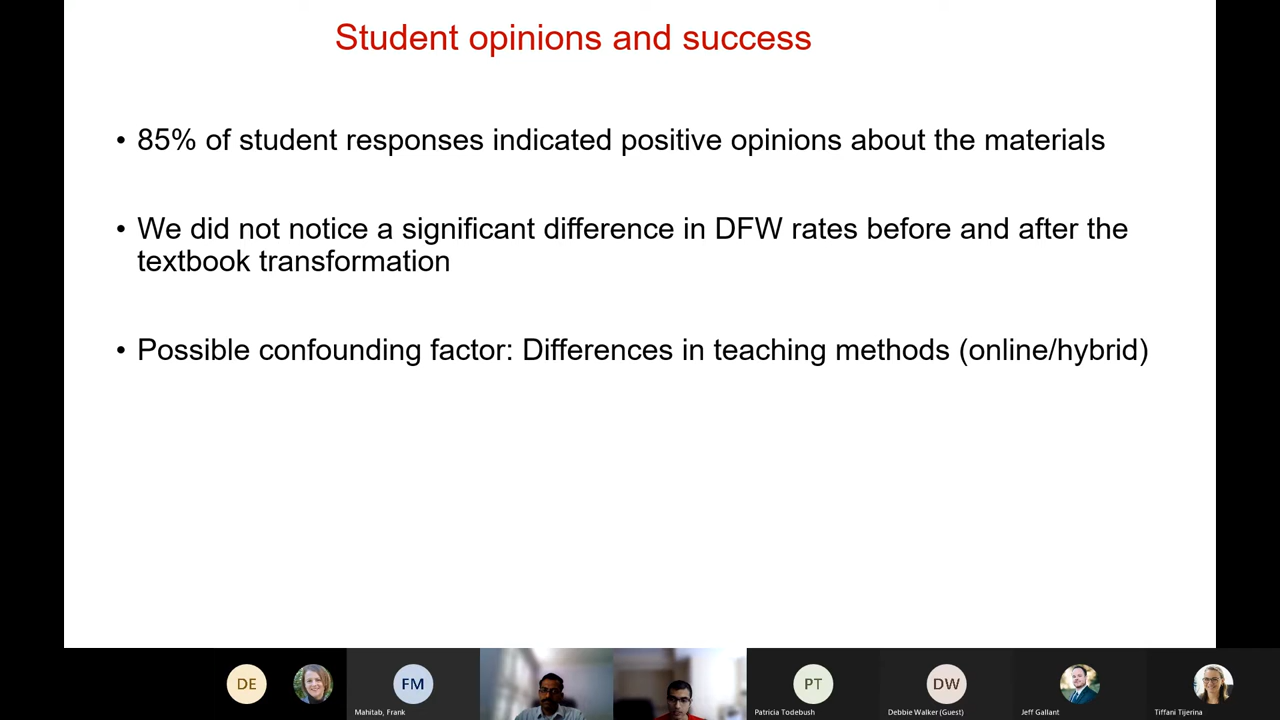 Student opinions and success
• 85% of student responses indicated positive opinions about the materials
• We did not notice a significant difference in DFW rates before and after the
textbook transformation
• Possible confounding factor: Differences in teaching methods (online/hybrid)
DE
FM
PT
DW
Mahitab, Frank
Patricia Todebush
Debbie Walker (Guest)
Jeff Gallant
Tiffani Tijerina